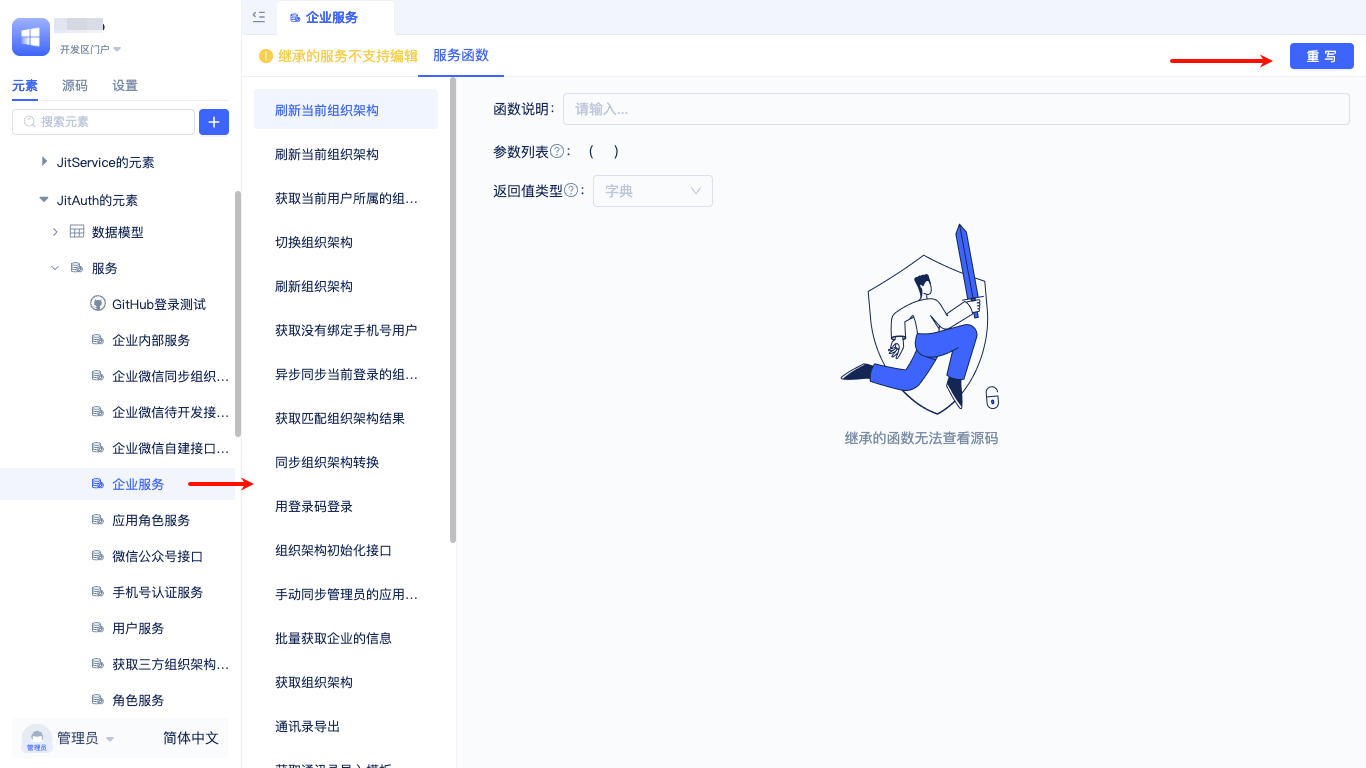 开发区门户
元素 源码 设置
搜索元素
JitService的元素
JitAuth的元素
数据模型
服务
GitHub登录测试
企业内部服务
企业微信同步组织...
企业微信待开发接...
企业微信自建接口...
企业服务
应用角色服务
微信公众号接口
手机号认证服务
用户服务
获取三方组织架构...
角色服务
管理员
管理员
简体中文
企业服务
继承的服务不支持编辑
服务函数
重 写
刷新当前组织架构
刷新当前组织架构
获取当前用户所属的组...
切换组织架构
刷新组织架构
获取没有绑定手机号用户
异步同步当前登录的组...
获取匹配组织架构结果
同步组织架构转换
用登录码登录
组织架构初始化接口
手动同步管理员的应用...
批量获取企业的信息
获取组织架构
通讯录导出
函数说明: 请输入...
参数列表?: ( )
返回值类型?: 字典
继承的函数无法查看源码